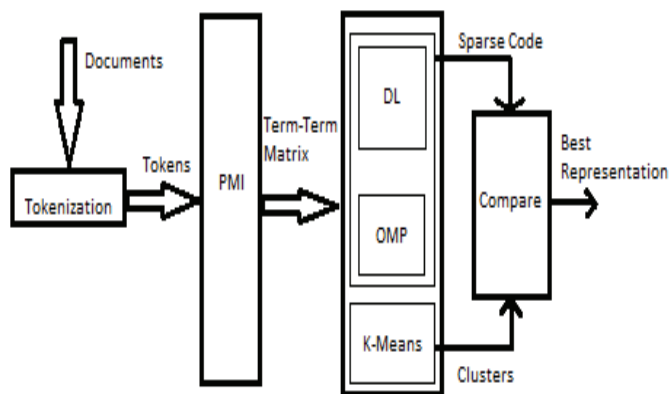 Documents
Tokenization
Tokens
PMI
Term-Term
Matrix
DL
OMP
K-Means
Sparse Code
Clusters
Compare
Best
Representation